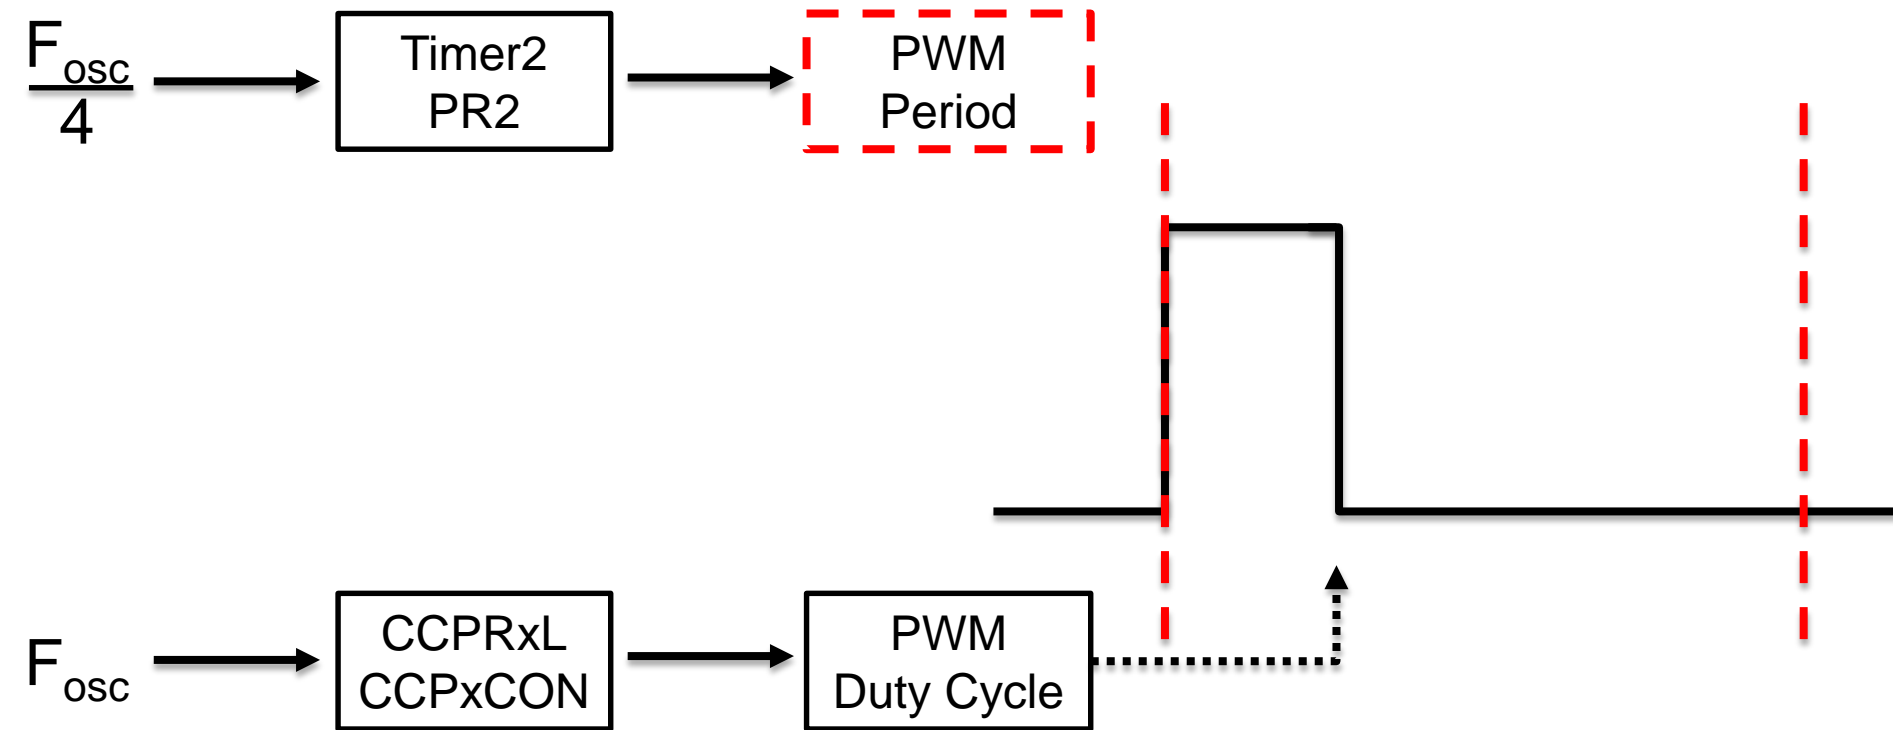 Fosc
4
Timer2
PR2
PWM
Period
Fosc
CCPRxL
CCPxCON
PWM
Duty Cycle